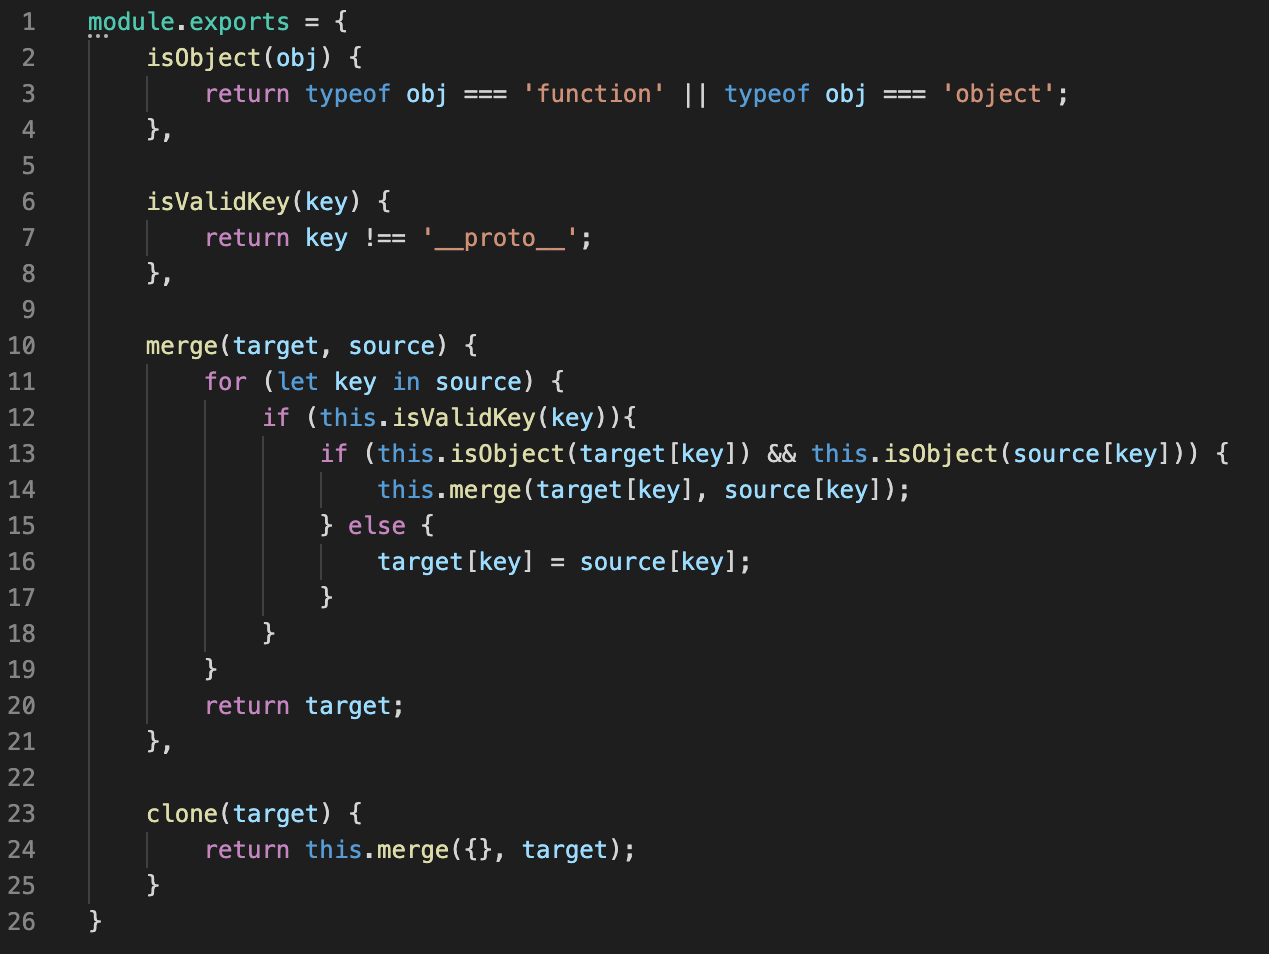 1 module.exports = {
2     isObject(obj) {
3         return typeof obj === 'function' || typeof obj === 'object';
4     },
5
6     isValidKey(key) {
7         return key !== '__proto__';
8     },
9
10     merge(target, source) {
11         for (let key in source) {
12             if (this.isValidKey(key)){
13                 if (this.isObject(target[key]) && this.isObject(source[key])) {
14                     this.merge(target[key], source[key]);
15                 } else {
16                     target[key] = source[key];
17                 }
18             }
19         }
20         return target;
21     },
22
23     clone(target) {
24         return this.merge({}, target);
25     }
26 }